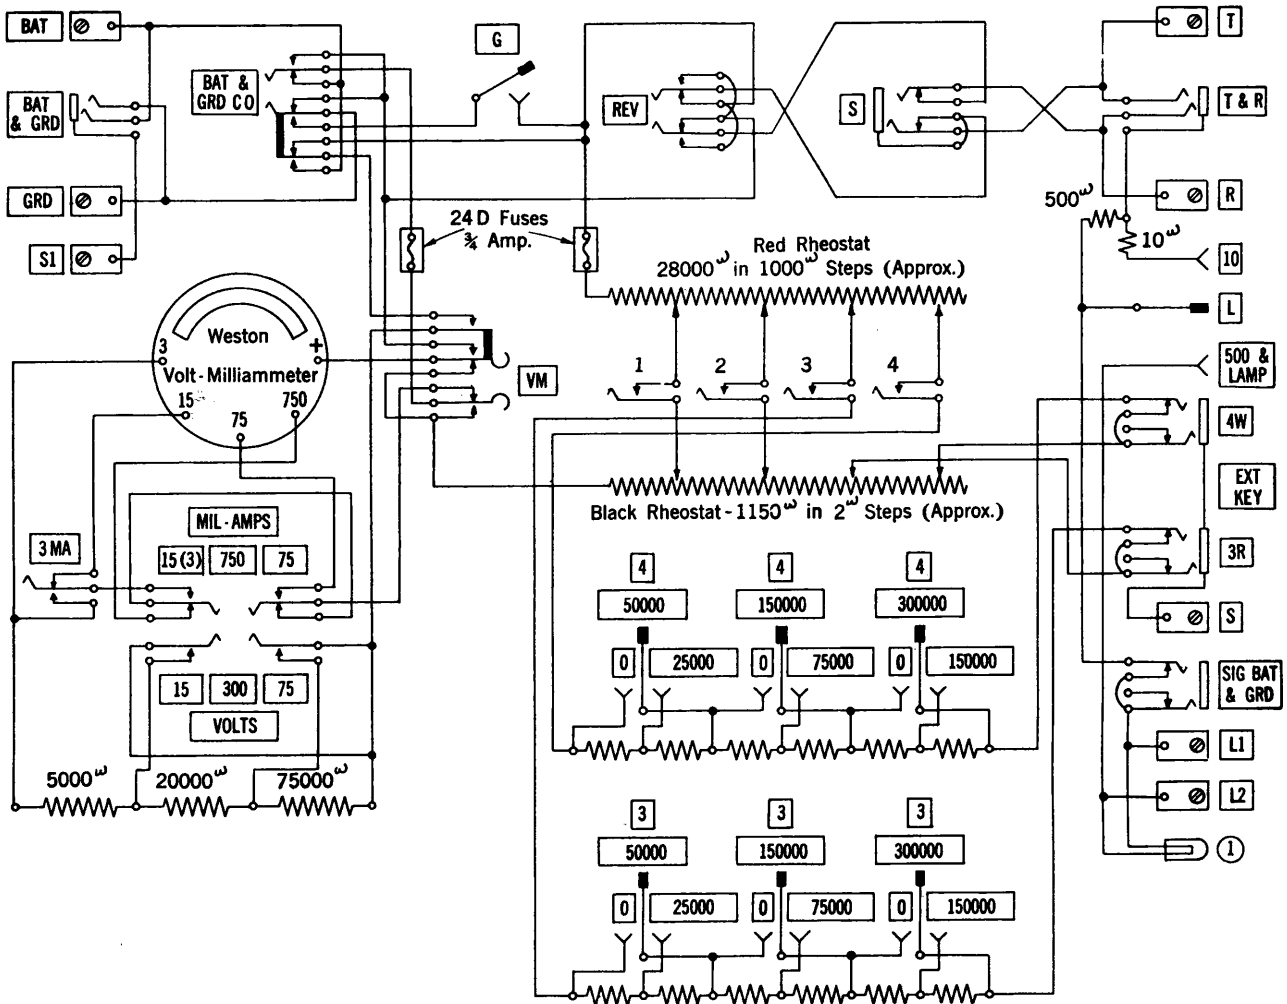 BAT
G
T
BAT &
GRD CO
BAT
& GRD
REV
S
T & R
GRD
R
24 D Fuses
¾ Amp.
500ω
10ω
S1
10
Red Rheostat
28000ω in 1000ω Steps (Approx.)
L
Weston
3
+
Volt-Milliammeter
15
75
750
VM
1
2
3
4
500 &
LAMP
4W
Black Rheostat-1150ω in 2ω Steps (Approx.)
EXT
KEY
MIL-AMPS
3MA
15(3)
750
75
3R
4
4
4
50000
150000
300000
S
0
25000
0
75000
0
150000
15
300
75
VOLTS
SIG BAT
& GRD
L1
5000ω
20000ω
75000ω
L2
3
3
3
50000
150000
300000
1
0
25000
0
75000
0
150000